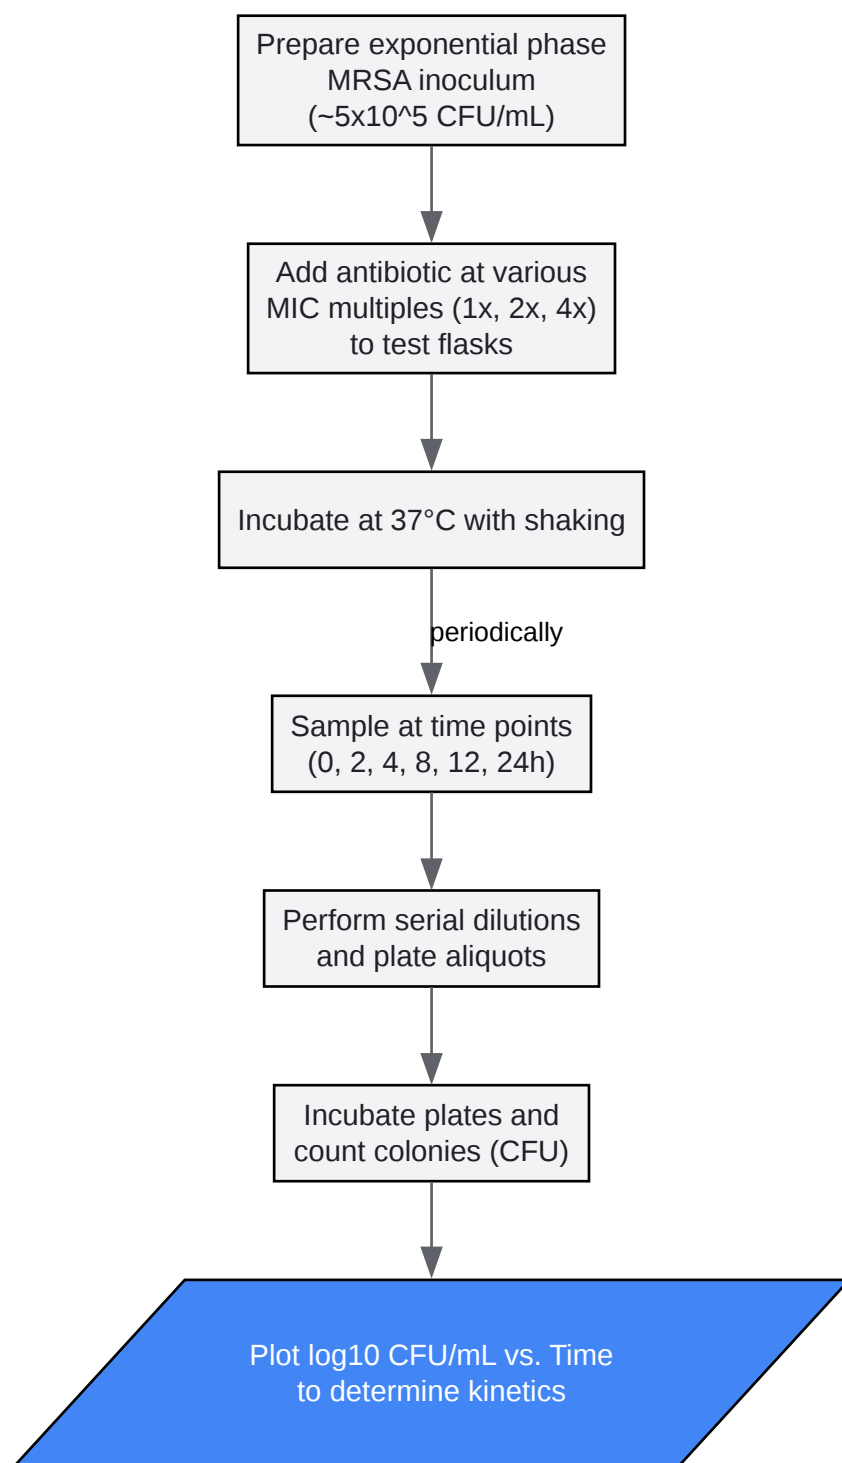 Prepare exponential phase
MRSA inoculum
(~5x10^5 CFU/mL)
Add antibiotic at various
MIC multiples (1x, 2x, 4x)
to test flasks
Incubate at 37°C with shaking
periodically
Sample at time points
(0, 2, 4, 8, 12, 24h)
Perform serial dilutions
and plate aliquots
Incubate plates and
count colonies (CFU)
Plot log10 CFU/mL vs. Time
to determine kinetics